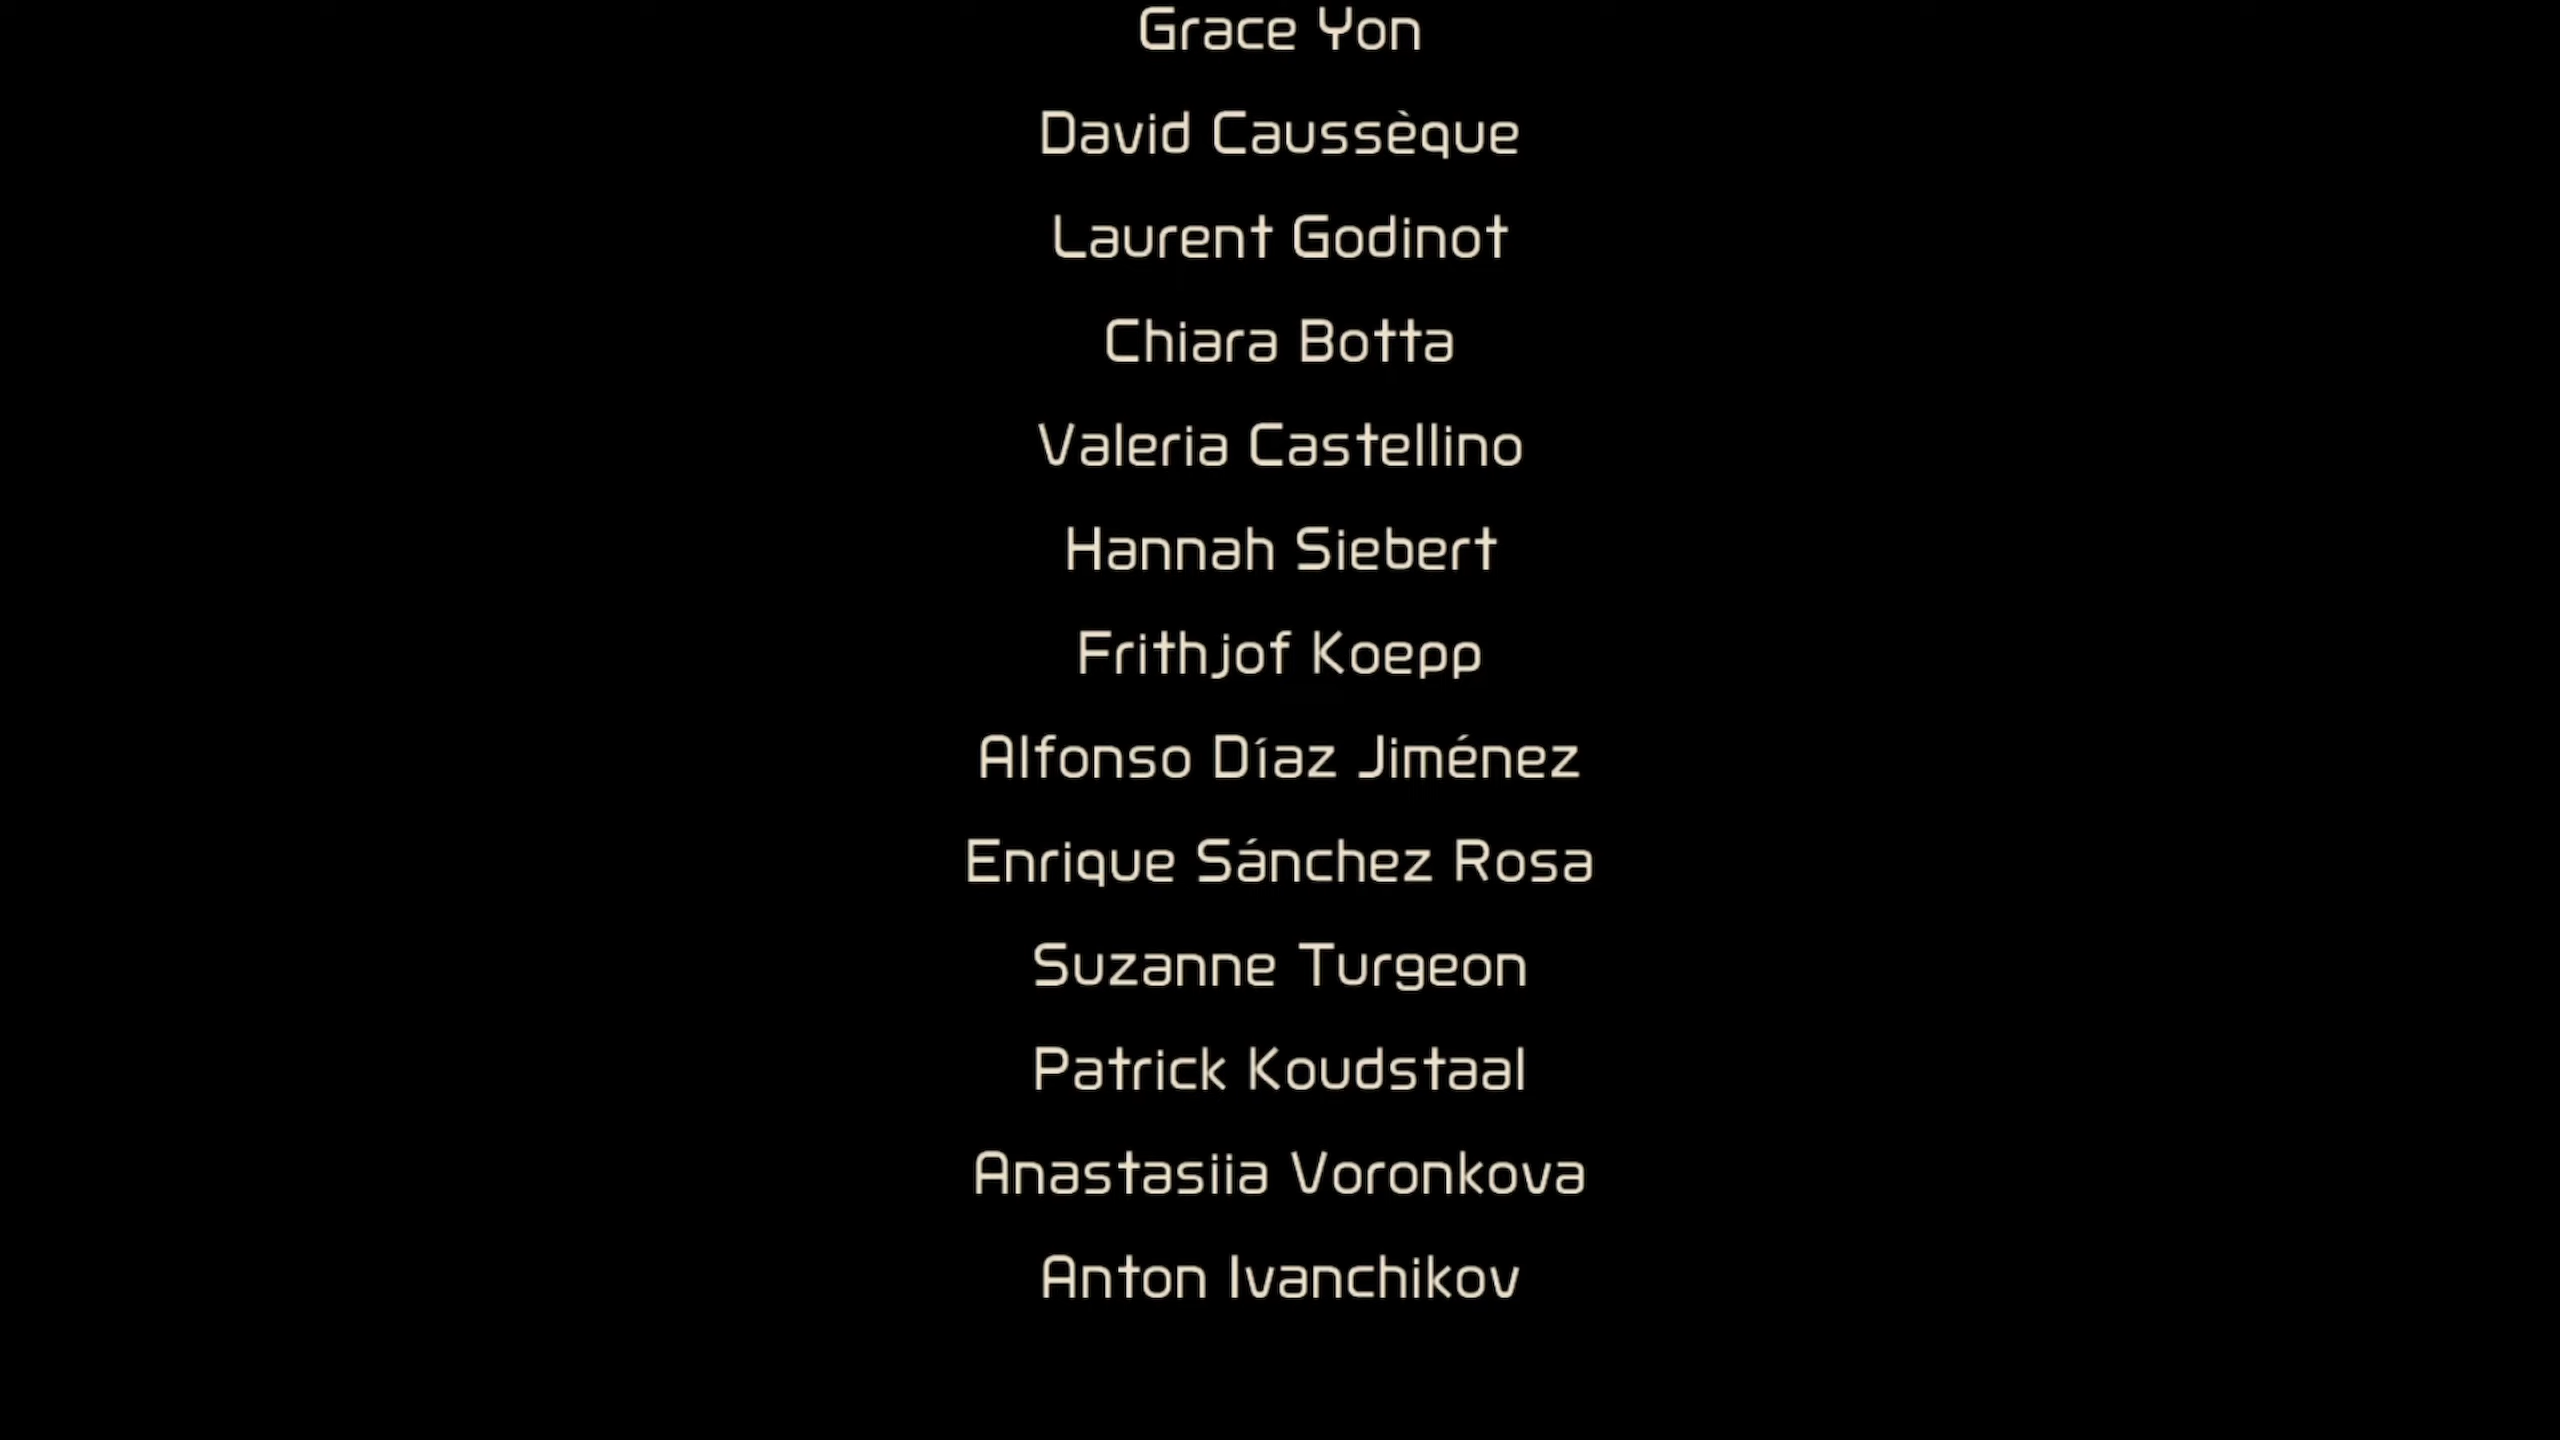 Grace Yon
David Caussèque
Laurent Godinot
Chiara Botta
Valeria Castellino
Hannah Siebert
Frithjof Koepp
Alfonso Díaz Jiménez
Enrique Sánchez Rosa
Suzanne Turgeon
Patrick Koudstaal
Anastasiia Voronkova
Anton Ivanchikov